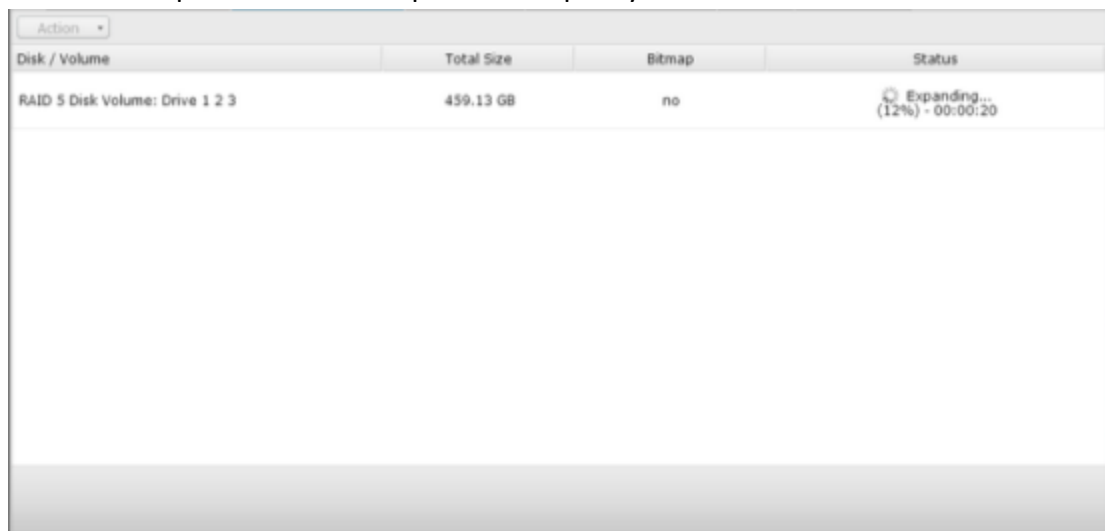 Action
Disk / Volume Total Size Bitmap Status
RAID 5 Disk Volume: Drive 1 2 3 459.13 GB no Expanding...
(12%) - 00:00:20